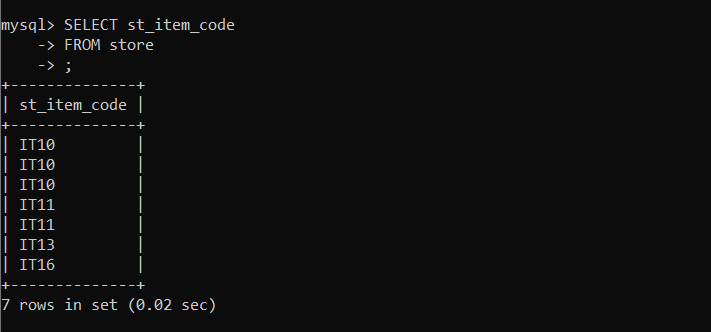 mysql> SELECT st_item_code
    -> FROM store
    -> ;
+--------------+
| st_item_code |
+--------------+
| IT10         |
| IT10         |
| IT10         |
| IT11         |
| IT11         |
| IT13         |
| IT16         |
+--------------+
7 rows in set (0.02 sec)